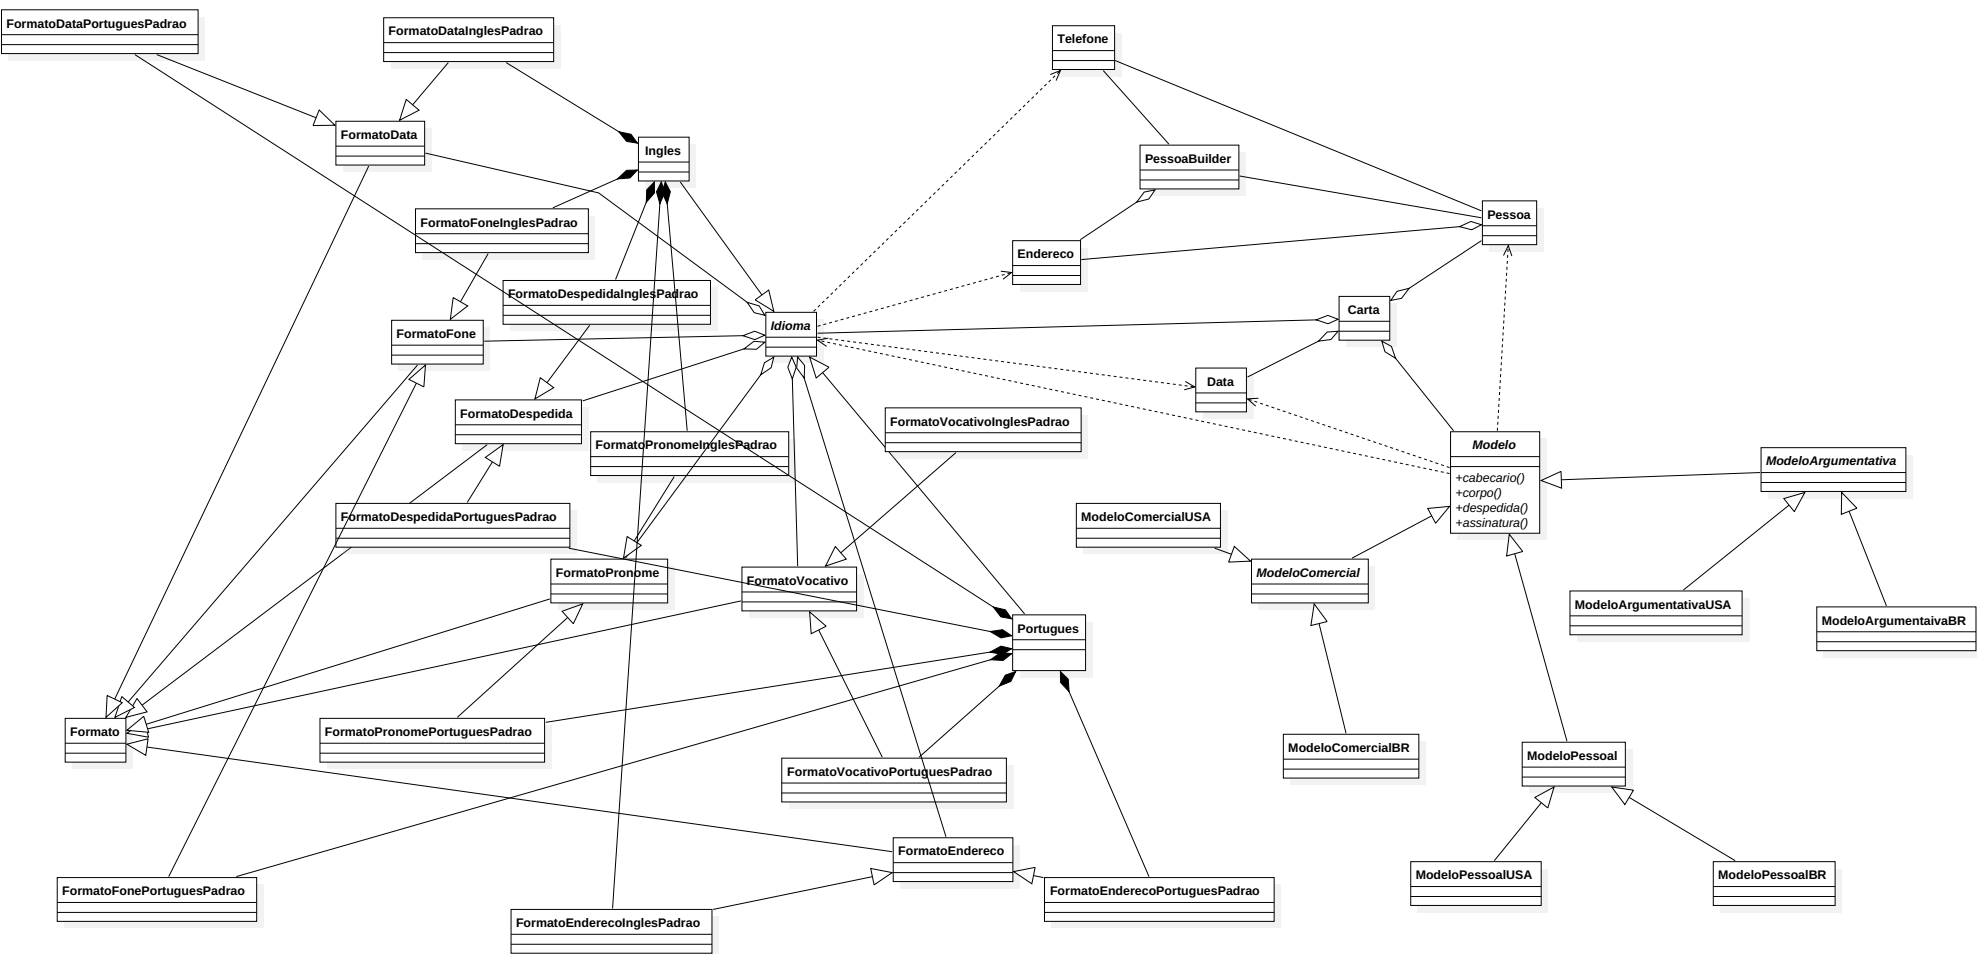 FormatoDataPortuguesPadrao
FormatoDataInglesPadrao
Telefone
FormatoData
Ingles
PessoaBuilder
FormatoFoneInglesPadrao
Pessoa
Endereco
FormatoDespedidaInglesPadrao
Carta
Idioma
FormatoFone
Data
FormatoDespedida
FormatoVocativoInglesPadrao
FormatoPronomeInglesPadrao
Modelo
+cabecario()
+corpo()
+despedida()
+assinatura()
ModeloArgumentativa
FormatoDespedidaPortuguesPadrao
ModeloComercialUSA
FormatoPronome
FormatoVocativo
ModeloComercial
ModeloArgumentativaUSA
ModeloArgumentaivaBR
Portugues
Formato
FormatoPronomePortuguesPadrao
ModeloComercialBR
ModeloPessoal
FormatoVocativoPortuguesPadrao
FormatoEndereco
ModeloPessoalUSA
ModeloPessoalBR
FormatoFonePortuguesPadrao
FormatoEnderecoPortuguesPadrao
FormatoEnderecoInglesPadrao